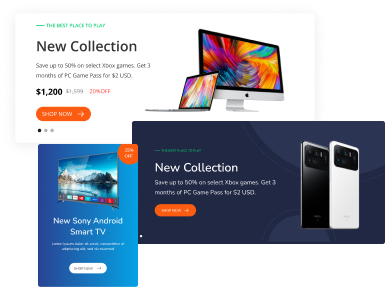 THE BEST PLACE TO PLAY
New Collection
Save up to 50% on select Xbox games. Get 3
months of PC Game Pass for $2 USD.
$1,200 $1,599 20%OFF
SHOP NOW
THE BEST PLACE TO PLAY
New Collection
Save up to 50% on select Xbox games. Get 3
months of PC Game Pass for $2 USD.
SHOP NOW
OFF
New Sony Android
Smart TV
Lorem ipsum dolor sit amet, consectetur of
adipiscing elit, sed do eiusmod
SHOP NOW